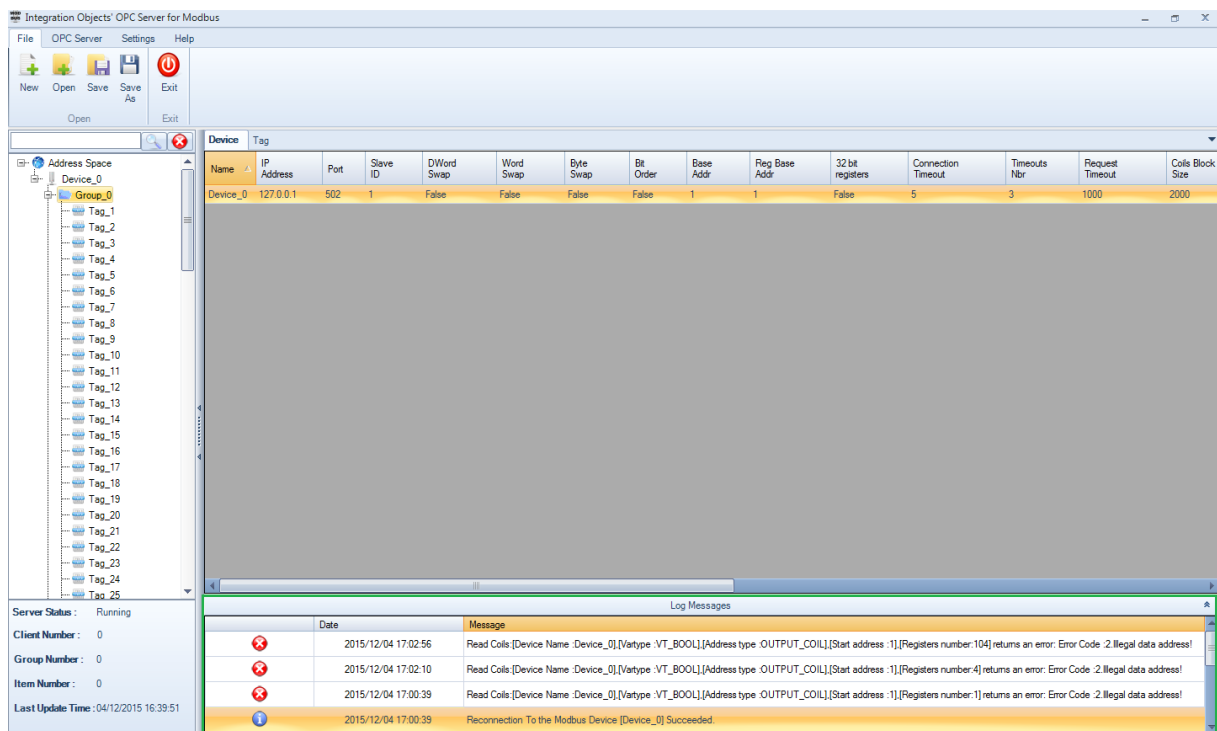 Integration Objects' OPC Server for Modbus
File OPC Server Settings Help
New Open Save Save As Exit
Open Exit
Device Tag
Name IP Address Port Slave ID DWord Swap Word Swap Byte Swap Bit Order Base Addr Reg Base Addr 32 bit registers Connection Timeout Timeouts Nbr Request Timeout Coils Block Size
Device_0 127.0.0.1 502 1 False False False False 1 1 False 5 3 1000 2000
Address Space
Device_0
Group_0
Tag_1
Tag_2
Tag_3
Tag_4
Tag_5
Tag_6
Tag_7
Tag_8
Tag_9
Tag_10
Tag_11
Tag_12
Tag_13
Tag_14
Tag_15
Tag_16
Tag_17
Tag_18
Tag_19
Tag_20
Tag_21
Tag_22
Tag_23
Tag_24
Tag_25
Server Status : Running
Client Number : 0
Group Number : 0
Item Number : 0
Last Update Time : 04/12/2015 16:39:51
Log Messages
Date Message
2015/12/04 17:02:56 Read Coils:[Device Name :Device_0],[Vartype :VT_BOOL],[Address type :OUTPUT_COIL],[Start address :1],[Registers number:104] returns an error: Error Code :2.Illegal data address!
2015/12/04 17:02:10 Read Coils:[Device Name :Device_0],[Vartype :VT_BOOL],[Address type :OUTPUT_COIL],[Start address :1],[Registers number:4] returns an error: Error Code :2.Illegal data address!
2015/12/04 17:00:39 Read Coils:[Device Name :Device_0],[Vartype :VT_BOOL],[Address type :OUTPUT_COIL],[Start address :1],[Registers number:1] returns an error: Error Code :2.Illegal data address!
2015/12/04 17:00:39 Reconnection To the Modbus Device [Device_0] Succeeded.